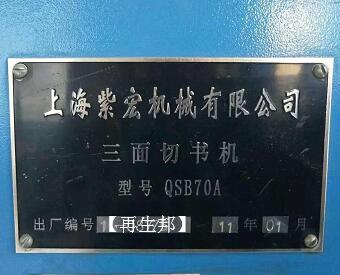 上海紫宏机械有限公司
三面切书机
型号 QSB70A
出厂编号 1【再生邦】 11 年 01 月